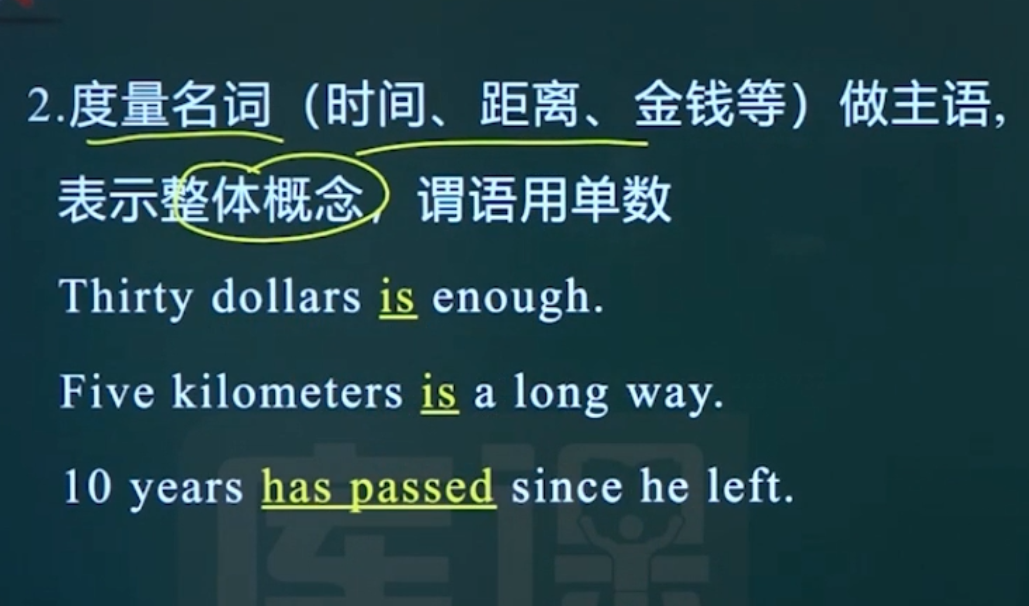 2.度量名词（时间、距离、金钱等）做主语,
表示整体概念，谓语用单数
Thirty dollars is enough.
Five kilometers is a long way.
10 years has passed since he left.
库课